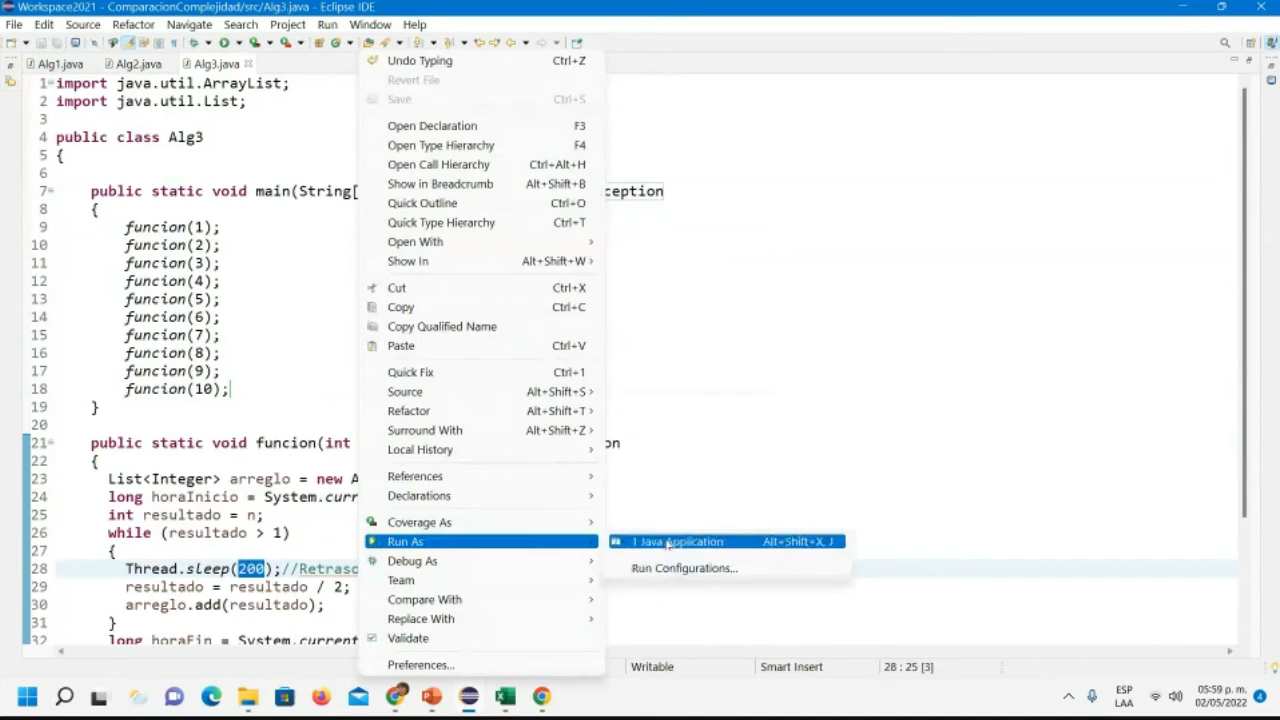 Workspace2021 - ComparacionComplejidad/src/Alg3.java - Eclipse IDE
File Edit Source Refactor Navigate Search Project Run Window Help
Alg1.java Alg2.java Alg3.java
1 import java.util.ArrayList;
2 import java.util.List;
3
4 public class Alg3
5 {
6
7 public static void main(String[ ception
8 {
9 funcion(1);
10 funcion(2);
11 funcion(3);
12 funcion(4);
13 funcion(5);
14 funcion(6);
15 funcion(7);
16 funcion(8);
17 funcion(9);
18 funcion(10);
19 }
20
21 public static void funcion(int on
22 {
23 List<Integer> arreglo = new A
24 long horaInicio = System.curr
25 int resultado = n;
26 while (resultado > 1)
27 {
28 Thread.sleep(200);//Retraso
29 resultado = resultado / 2;
30 arreglo.add(resultado);
31 }
32 long horaFin = System.current
Undo Typing Ctrl+Z
Revert File
Save Ctrl+S
Open Declaration F3
Open Type Hierarchy F4
Open Call Hierarchy Ctrl+Alt+H
Show in Breadcrumb Alt+Shift+B
Quick Outline Ctrl+O
Quick Type Hierarchy Ctrl+T
Open With
Show In Alt+Shift+W
Cut Ctrl+X
Copy Ctrl+C
Copy Qualified Name
Paste Ctrl+V
Quick Fix Ctrl+1
Source Alt+Shift+S
Refactor Alt+Shift+T
Surround With Alt+Shift+Z
Local History
References
Declarations
Coverage As
Run As
Debug As
Team
Compare With
Replace With
Validate
Preferences...
1 Java Application Alt+Shift+X, J
Run Configurations...
Writable Smart Insert 28 : 25 [3]
ESP
LAA
05:59 p. m.
02/05/2022
4